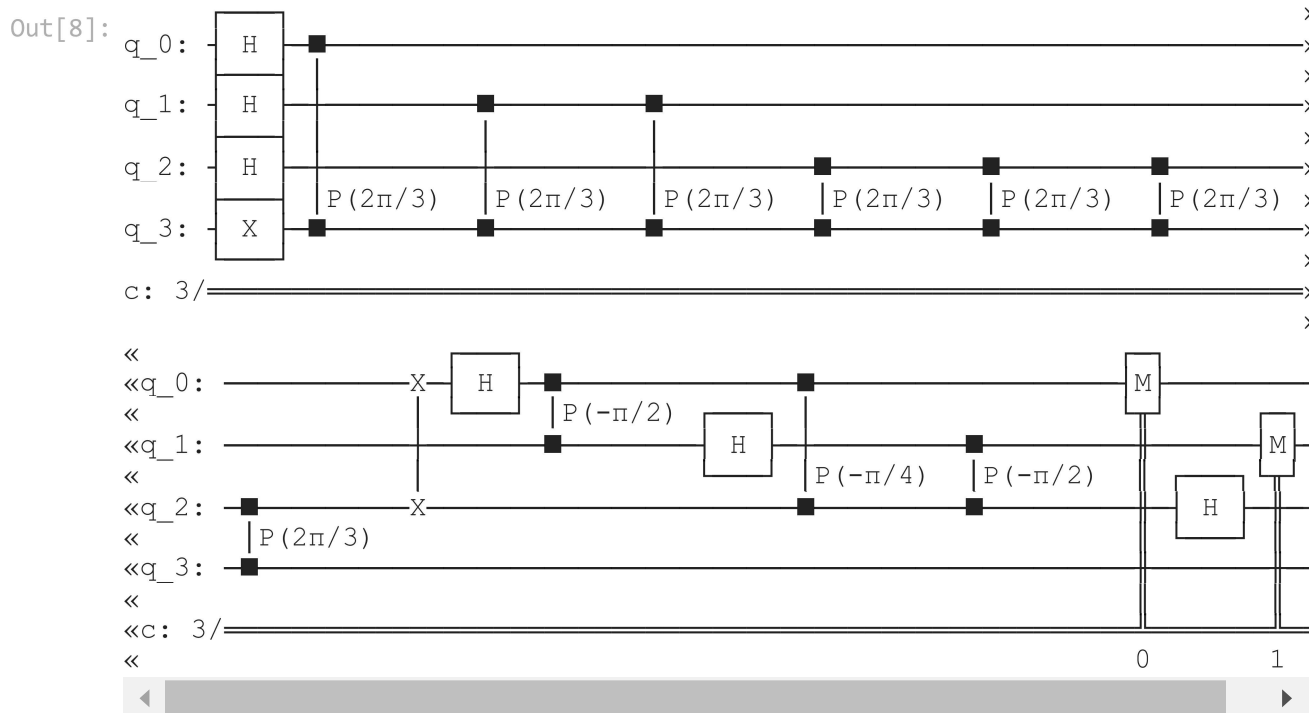 Out[8]:
q_0: H
q_1: H
q_2: H
P(2π/3) P(2π/3) P(2π/3) P(2π/3) P(2π/3) P(2π/3)
q_3: X
c: 3/
«
«q_0: X H M
« P(-π/2)
«q_1: H M
« P(-π/4) P(-π/2)
«q_2: X H
« P(2π/3)
«q_3:
«
«c: 3/
« 0 1